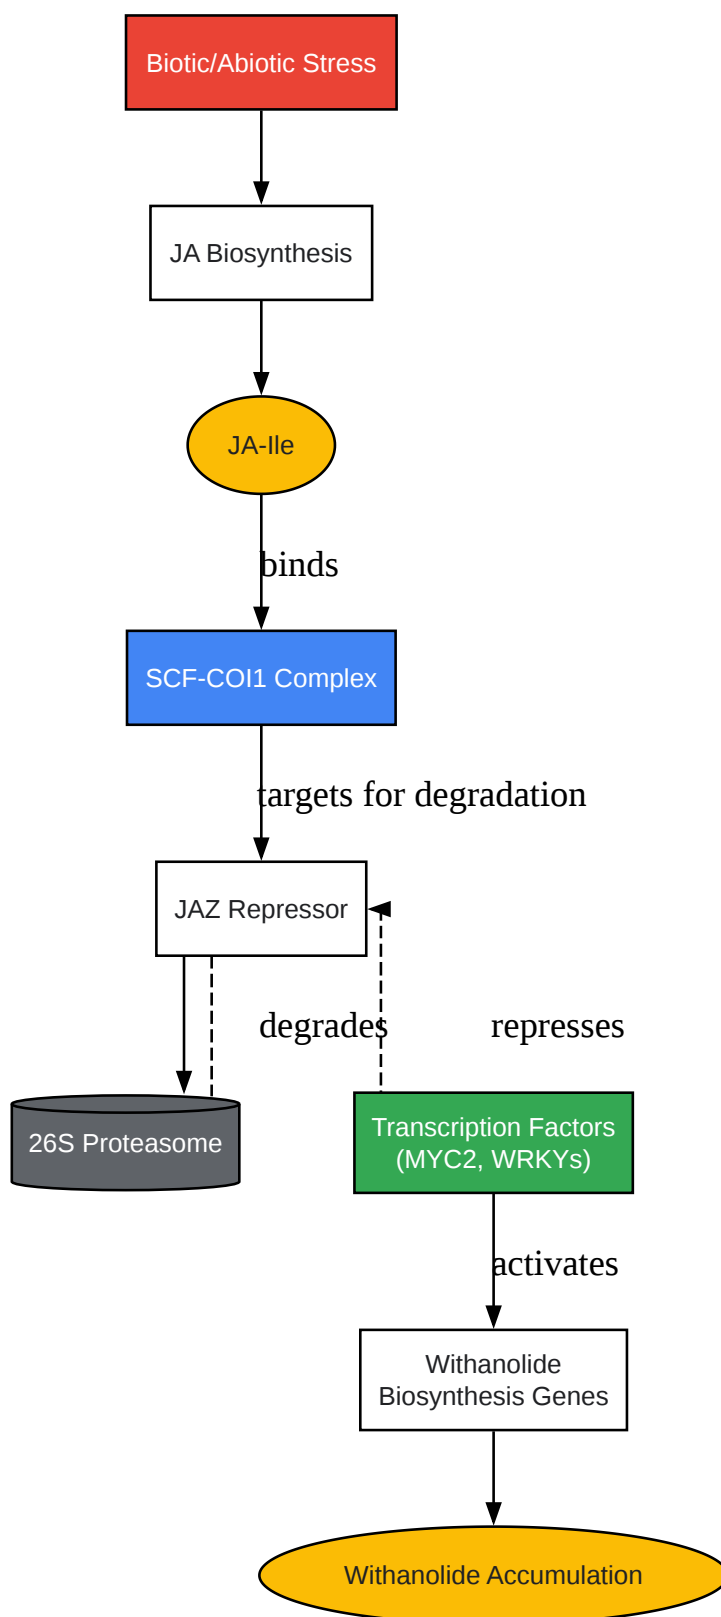 Biotic/Abiotic Stress
JA Biosynthesis
JA-Ile
binds
SCF-COI1 Complex
targets for degradation
JAZ Repressor
degrades
represses
26S Proteasome
Transcription Factors
(MYC2, WRKYs)
activates
Withanolide
Biosynthesis Genes
Withanolide Accumulation